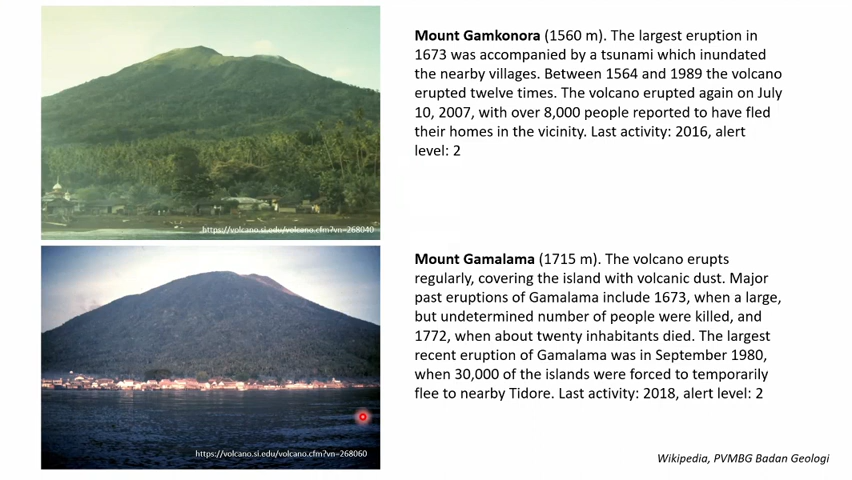 Mount Gamkonora (1560 m). The largest eruption in
1673 was accompanied by a tsunami which inundated
the nearby villages. Between 1564 and 1989 the volcano
erupted twelve times. The volcano erupted again on July
10, 2007, with over 8,000 people reported to have fled
their homes in the vicinity. Last activity: 2016, alert
level: 2
https://volcano.si.edu/volcano.cfm?vn=268040
Mount Gamalama (1715 m). The volcano erupts
regularly, covering the island with volcanic dust. Major
past eruptions of Gamalama include 1673, when a large,
but undetermined number of people were killed, and
1772, when about twenty inhabitants died. The largest
recent eruption of Gamalama was in September 1980,
when 30,000 of the islands were forced to temporarily
flee to nearby Tidore. Last activity: 2018, alert level: 2
https://volcano.si.edu/volcano.cfm?vn=268060
Wikipedia, PVMBG Badan Geologi